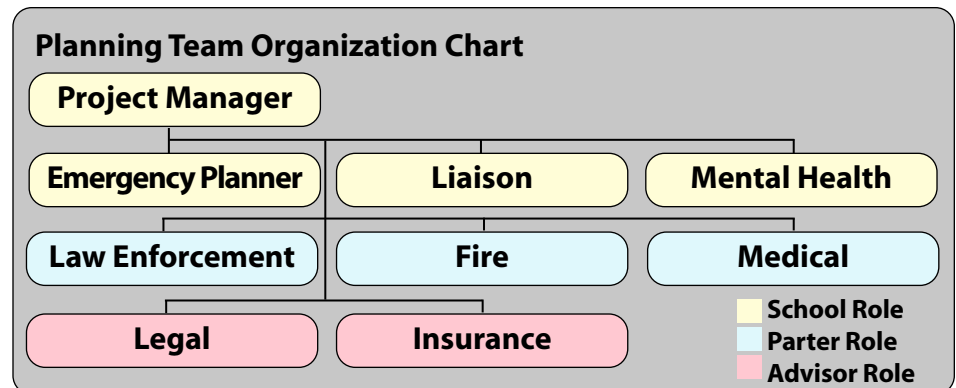 Planning Team Organization Chart
Project Manager
Emergency Planner
Liaison
Mental Health
Law Enforcement
Fire
Medical
Legal
Insurance
School Role
Parter Role
Advisor Role